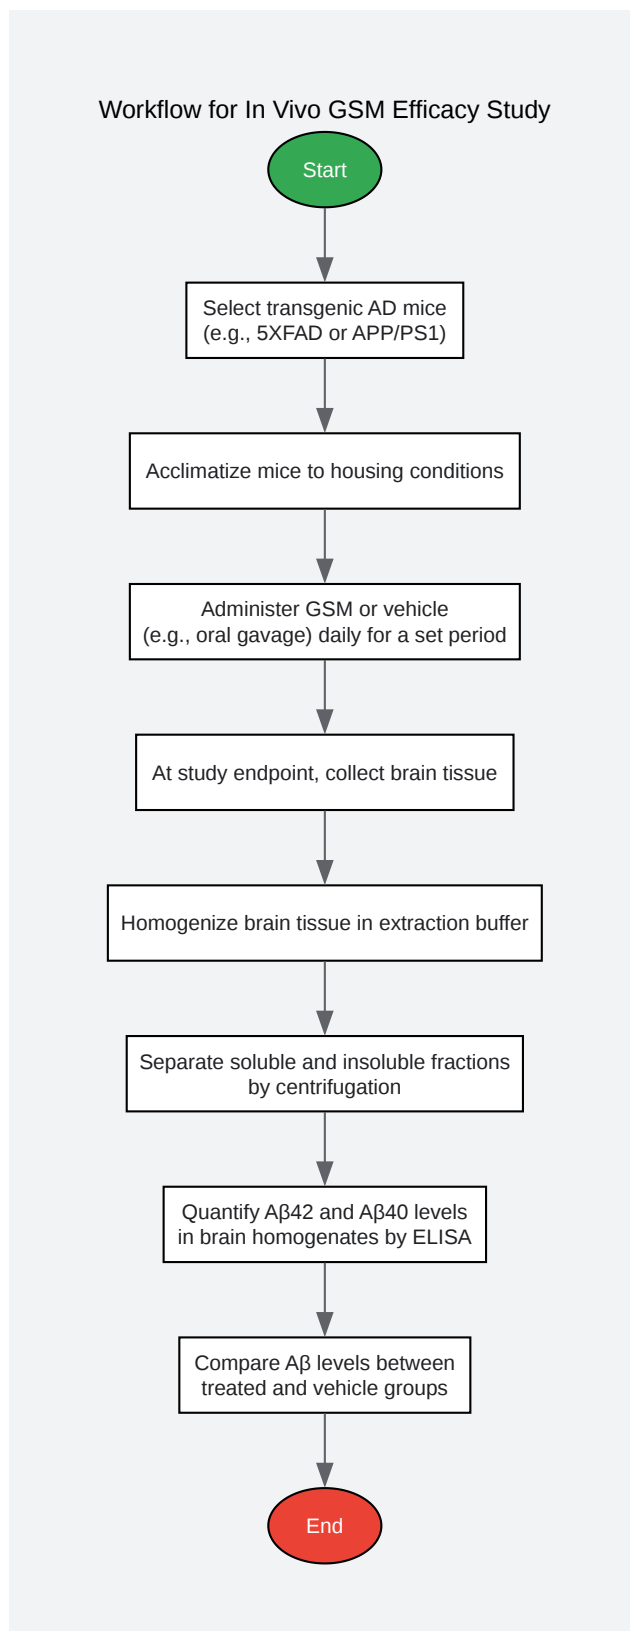 Workflow for In Vivo GSM Efficacy Study
Start
Select transgenic AD mice
(e.g., 5XFAD or APP/PS1)
Acclimatize mice to housing conditions
Administer GSM or vehicle
(e.g., oral gavage) daily for a set period
At study endpoint, collect brain tissue
Homogenize brain tissue in extraction buffer
Separate soluble and insoluble fractions
by centrifugation
Quantify Aβ42 and Aβ40 levels
in brain homogenates by ELISA
Compare Aβ levels between
treated and vehicle groups
End